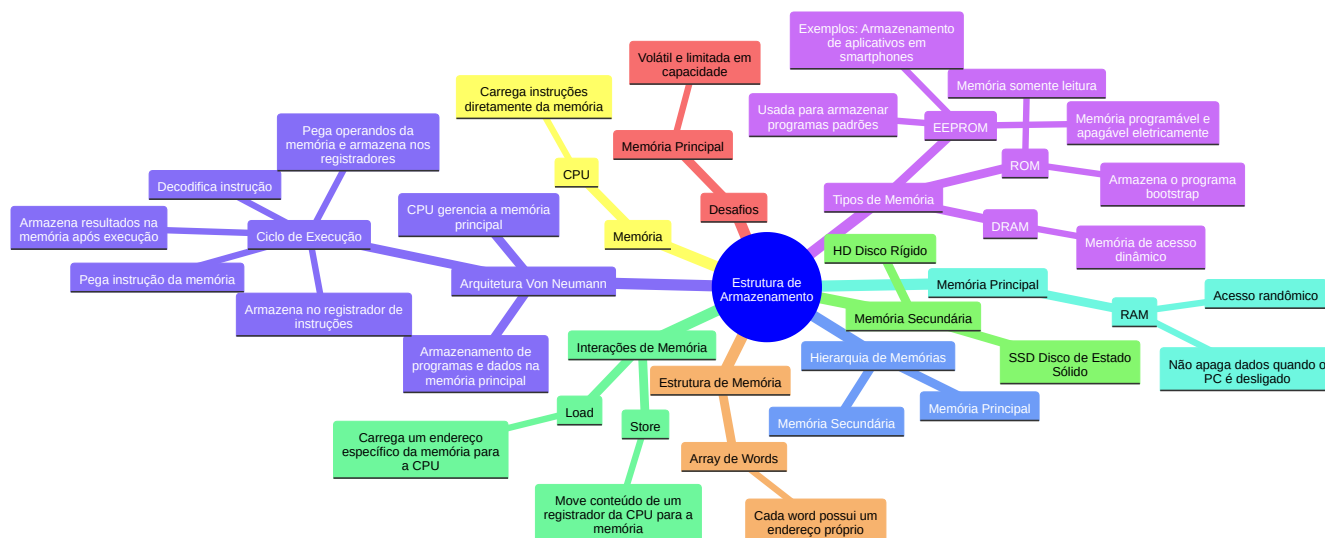 Estrutura de
Armazenamento
Memória
CPU
Carrega instruções
diretamente da memória
Desafios
Memória Principal
Volátil e limitada em
capacidade
Tipos de Memória
EEPROM
Exemplos: Armazenamento
de aplicativos em
smartphones
Usada para armazenar
programas padrões
Memória programável e
apagável eletricamente
ROM
Memória somente leitura
Armazena o programa
bootstrap
DRAM
Memória de acesso
dinâmico
Memória Principal
RAM
Acesso randômico
Não apaga dados quando o
PC é desligado
Memória Secundária
HD Disco Rígido
SSD Disco de Estado
Sólido
Hierarquia de Memórias
Memória Secundária
Memória Principal
Estrutura de Memória
Array de Words
Cada word possui um
endereço próprio
Interações de Memória
Load
Carrega um endereço
específico da memória para
a CPU
Store
Move conteúdo de um
registrador da CPU para a
memória
Arquitetura Von Neumann
CPU gerencia a memória
principal
Armazenamento de
programas e dados na
memória principal
Ciclo de Execução
Pega operandos da
memória e armazena nos
registradores
Decodifica instrução
Armazena resultados na
memória após execução
Pega instrução da memória
Armazena no registrador de
instruções